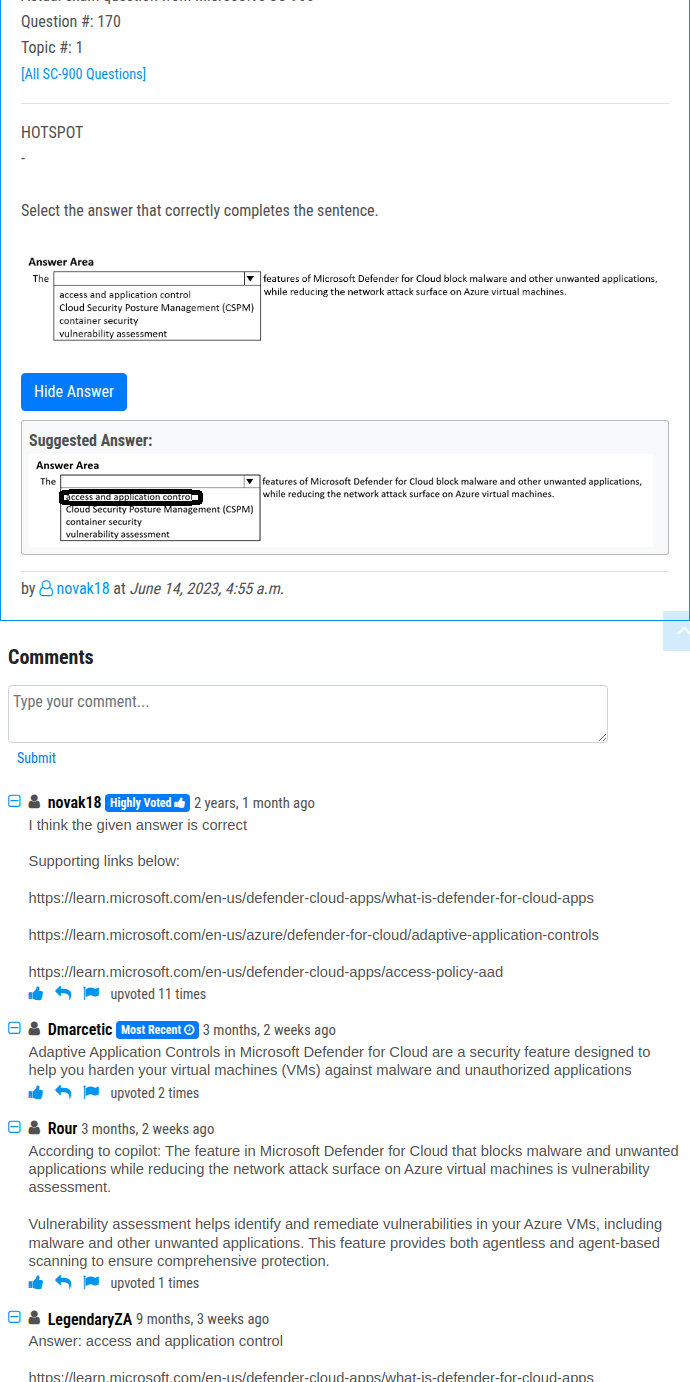 Question #: 170
Topic #: 1
[All SC-900 Questions]
HOTSPOT
-
Select the answer that correctly completes the sentence.
Answer Area
The features of Microsoft Defender for Cloud block malware and other unwanted applications,
while reducing the network attack surface on Azure virtual machines.
access and application control
Cloud Security Posture Management (CSPM)
container security
vulnerability assessment
Hide Answer
Suggested Answer:
Answer Area
The features of Microsoft Defender for Cloud block malware and other unwanted applications,
while reducing the network attack surface on Azure virtual machines.
access and application control
Cloud Security Posture Management (CSPM)
container security
vulnerability assessment
by novak18 at June 14, 2023, 4:55 a.m.
Comments
Type your comment...
Submit
novak18 Highly Voted 2 years, 1 month ago
I think the given answer is correct
Supporting links below:
https://learn.microsoft.com/en-us/defender-cloud-apps/what-is-defender-for-cloud-apps
https://learn.microsoft.com/en-us/azure/defender-for-cloud/adaptive-application-controls
https://learn.microsoft.com/en-us/defender-cloud-apps/access-policy-aad
upvoted 11 times
Dmarcetic Most Recent 3 months, 2 weeks ago
Adaptive Application Controls in Microsoft Defender for Cloud are a security feature designed to
help you harden your virtual machines (VMs) against malware and unauthorized applications
upvoted 2 times
Rour 3 months, 2 weeks ago
According to copilot: The feature in Microsoft Defender for Cloud that blocks malware and unwanted
applications while reducing the network attack surface on Azure virtual machines is vulnerability
assessment.
Vulnerability assessment helps identify and remediate vulnerabilities in your Azure VMs, including
malware and other unwanted applications. This feature provides both agentless and agent-based
scanning to ensure comprehensive protection.
upvoted 1 times
LegendaryZA 9 months, 3 weeks ago
Answer: access and application control
https://learn.microsoft.com/en-us/defender-cloud-apps/what-is-defender-for-cloud-apps